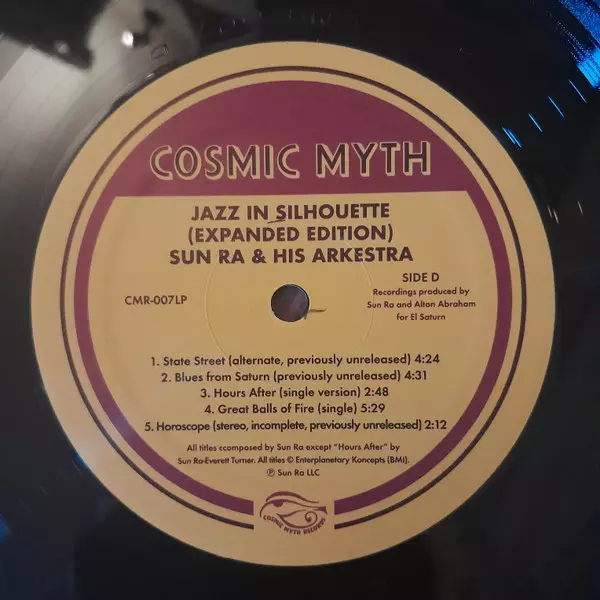 COSMIC MYTH
JAZZ IN SILHOUETTE
(EXPANDED EDITION)
SUN RA & HIS ARKESTRA
SIDE D
CMR-007LP
Recordings produced by
Sun Ra and Alton Abraham
for El Saturn
1. State Street (alternate, previously unreleased) 4:24
2. Blues from Saturn (previously unreleased) 4:31
3. Hours After (single version) 2:48
4. Great Balls of Fire (single) 5:29
5. Horoscope (stereo, incomplete, previously unreleased) 2:12
All titles ccomposed by Sun Ra except "Hours After" by
Sun Ra-Everett Turner. All titles © Enterplanetary Koncepts (BMI).
℗ Sun Ra LLC
COSMIC MYTH RECORDS